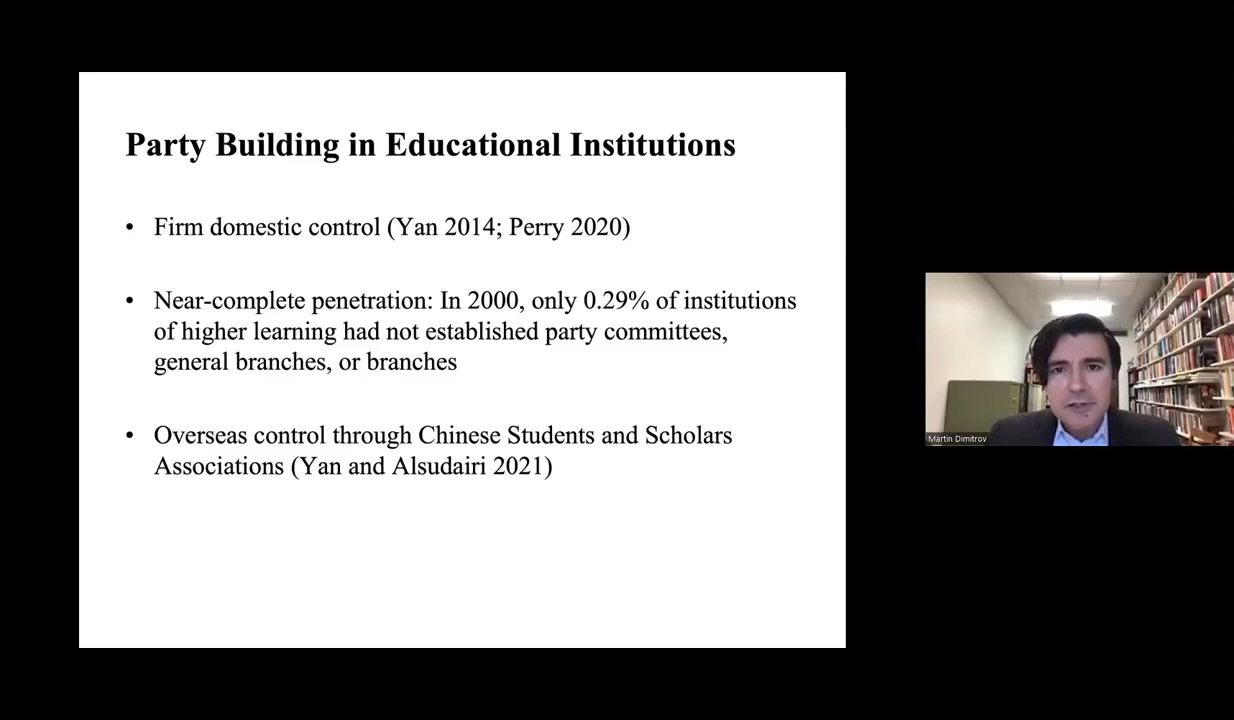 Party Building in Educational Institutions
• Firm domestic control (Yan 2014; Perry 2020)
• Near-complete penetration: In 2000, only 0.29% of institutions
of higher learning had not established party committees,
general branches, or branches
• Overseas control through Chinese Students and Scholars
Associations (Yan and Alsudairi 2021)
Martin Dimitrov